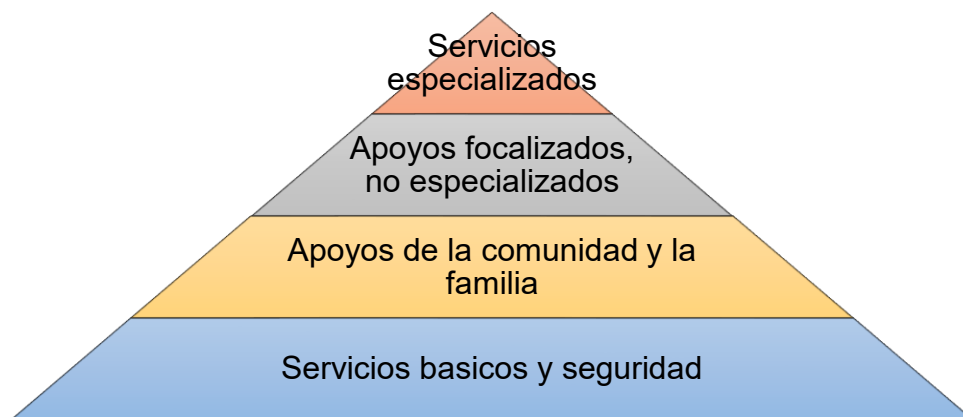 Servicios
especializados
Apoyos focalizados,
no especializados
Apoyos de la comunidad y la
familia
Servicios basicos y seguridad